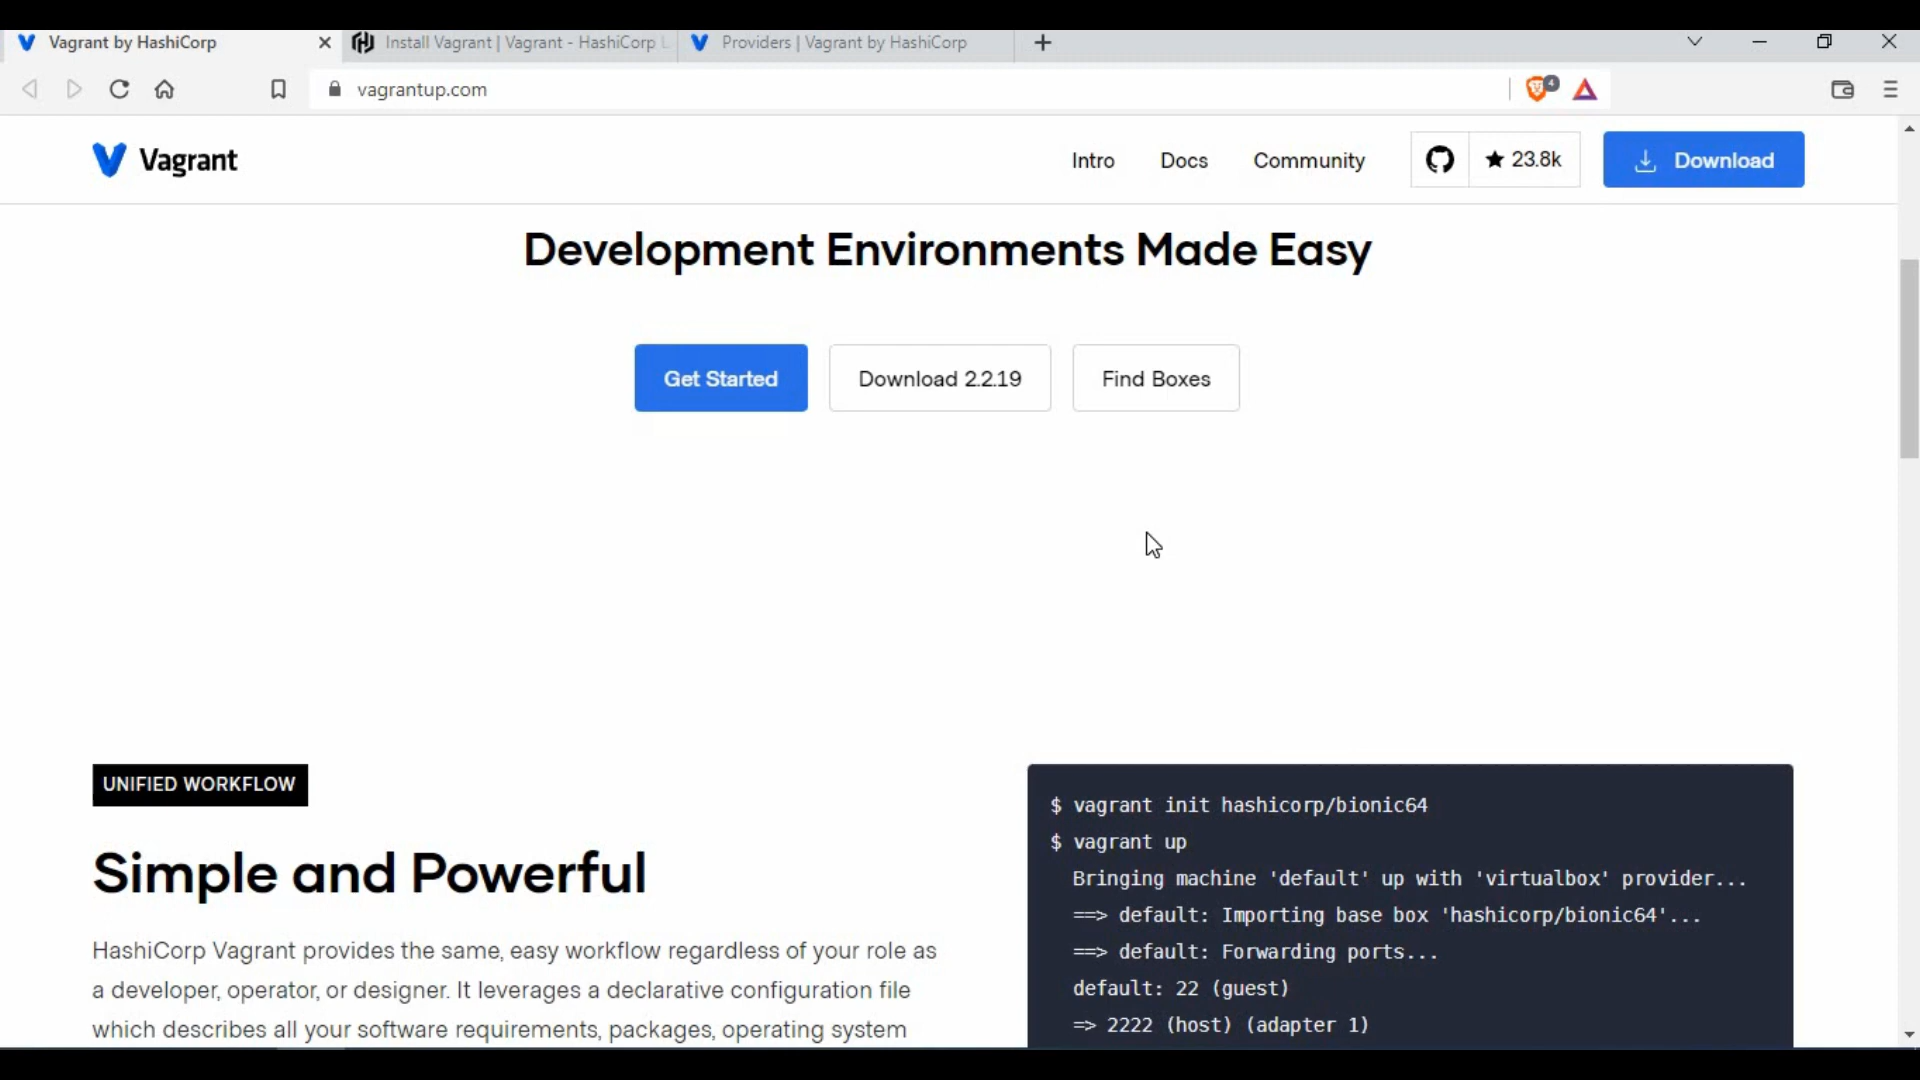 Vagrant by HashiCorp
Install Vagrant | Vagrant - HashiCorp L
Providers | Vagrant by HashiCorp
vagrantup.com
4
Vagrant
Intro
Docs
Community
23.8k
Download
Development Environments Made Easy
Get Started
Download 2.2.19
Find Boxes
UNIFIED WORKFLOW
Simple and Powerful
HashiCorp Vagrant provides the same, easy workflow regardless of your role as
a developer, operator, or designer. It leverages a declarative configuration file
which describes all your software requirements, packages, operating system
$ vagrant init hashicorp/bionic64
$ vagrant up
Bringing machine 'default' up with 'virtualbox' provider...
==> default: Importing base box 'hashicorp/bionic64'...
==> default: Forwarding ports...
default: 22 (guest)
=> 2222 (host) (adapter 1)